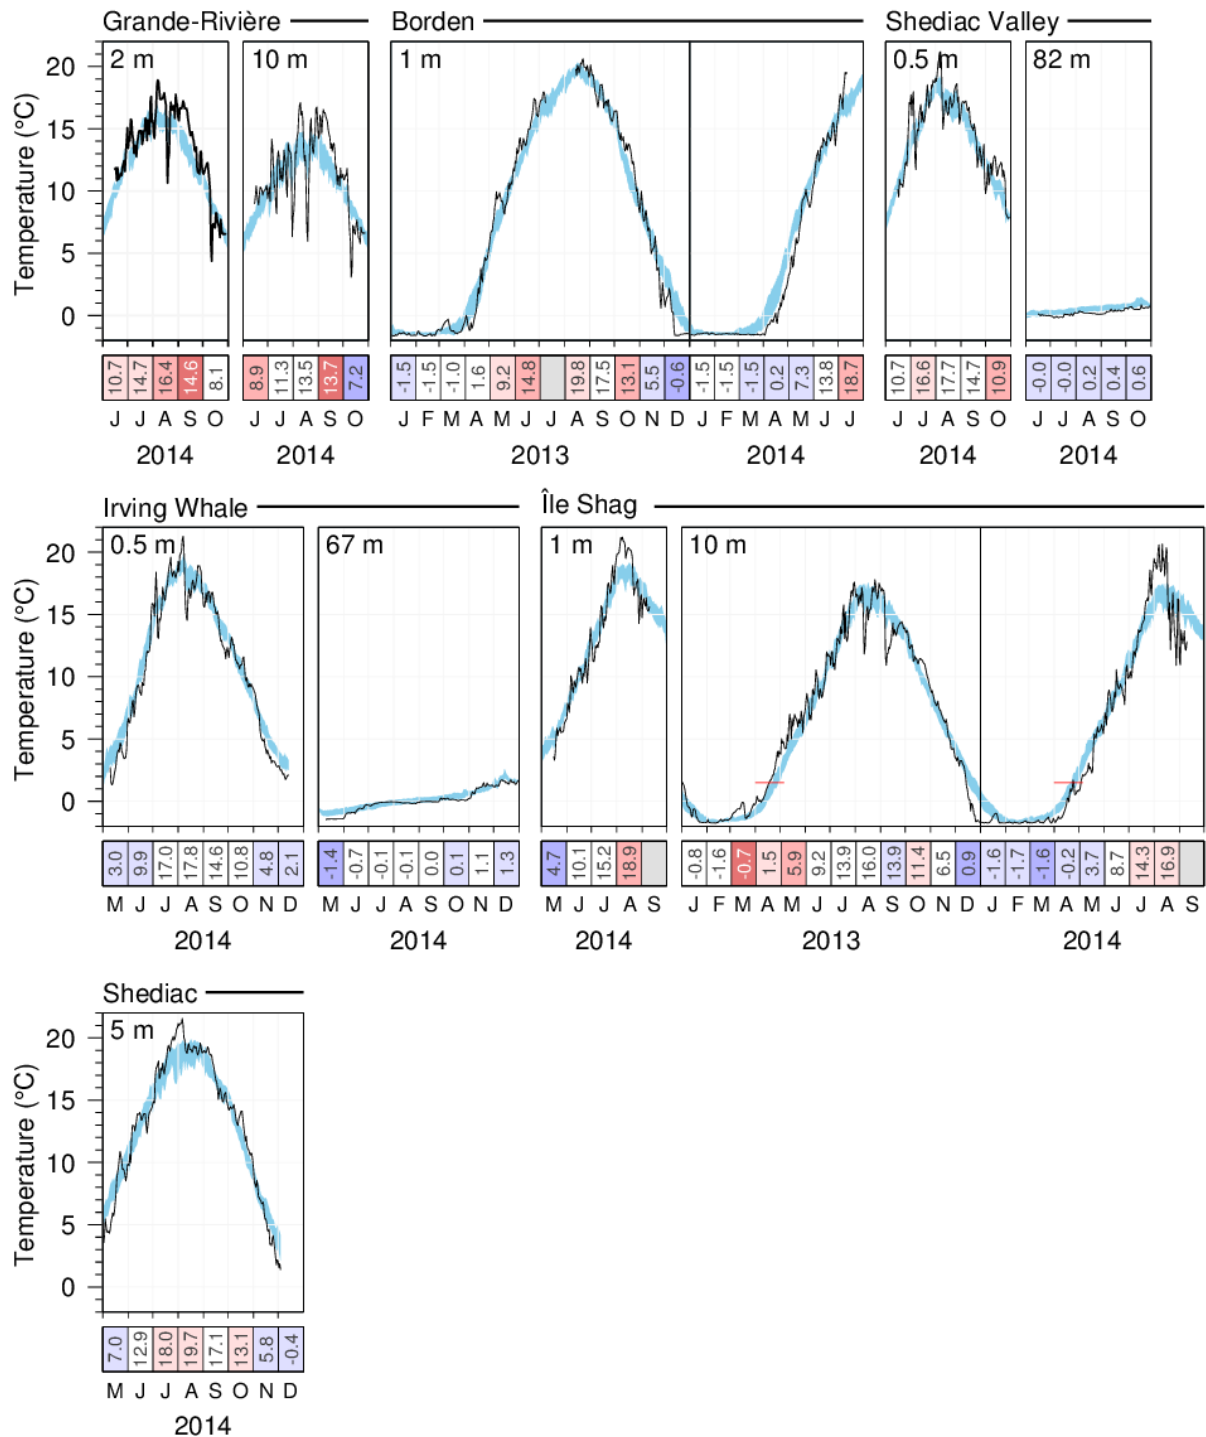 Grande-Rivière Borden Shediac Valley
2 m 10 m 1 m 0.5 m 82 m
Temperature (°C)
20
15
10
5
0
10.7 14.7 16.4 14.6 8.1 8.9 11.3 13.5 13.7 7.2 -1.5 -1.5 -1.0 1.6 9.2 14.8 19.8 17.5 13.1 5.5 -0.6 -1.5 -1.5 -1.5 0.2 7.3 13.8 18.7 10.7 16.6 17.7 14.7 10.9 -0.0 -0.0 0.2 0.4 0.6
J J A S O J J A S O J F M A M J J A S O N D J F M A M J J J J A S O J J A S O
2014 2014 2013 2014 2014 2014
Irving Whale Île Shag
0.5 m 67 m 1 m 10 m
Temperature (°C)
20
15
10
5
0
3.0 9.9 17.0 17.8 14.6 10.8 4.8 2.1 -1.4 -0.7 -0.1 -0.1 0.0 0.1 1.1 1.3 4.7 10.1 15.2 18.9 -0.8 -1.6 -0.7 1.5 5.9 9.2 13.9 16.0 13.9 11.4 6.5 0.9 -1.6 -1.7 -1.6 -0.2 3.7 8.7 14.3 16.9
M J J A S O N D M J J A S O N D M J J A S J F M A M J J A S O N D J F M A M J J A S
2014 2014 2014 2013 2014
Shediac
5 m
Temperature (°C)
20
15
10
5
0
7.0 12.9 18.0 19.7 17.1 13.1 5.8 -0.4
M J J A S O N D
2014